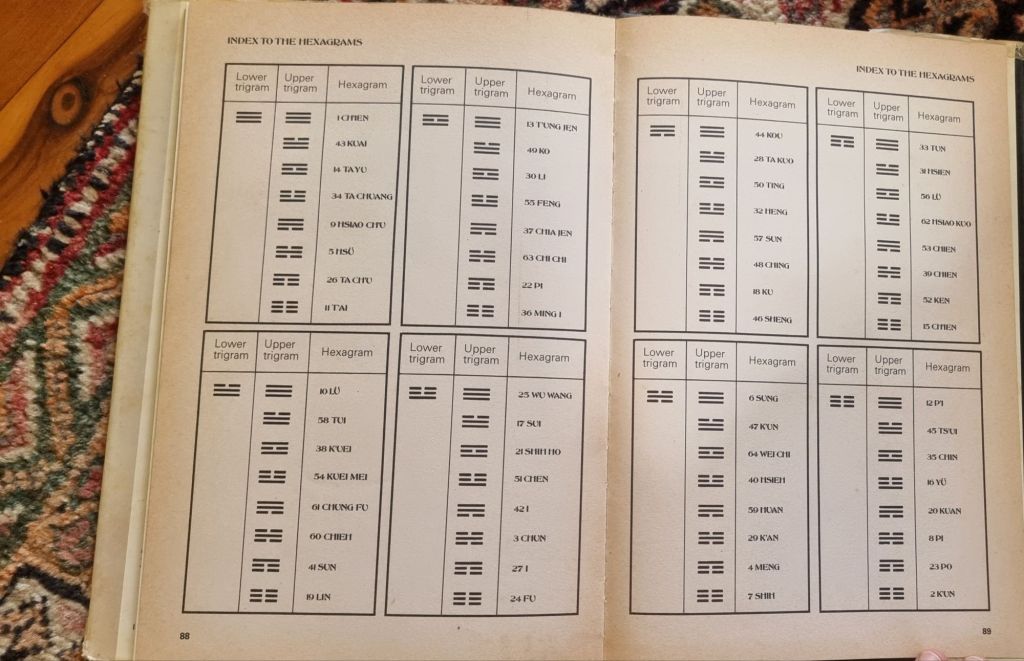 INDEX TO THE HEXAGRAMS
Lower
trigram
Upper
trigram
Hexagram
1 CH'IEN
43 KUAI
14 TA YU
34 TA CHUANG
9 HSIAO CH'U
5 HSÜ
26 TA CH'U
11 T'AI
Lower
trigram
Upper
trigram
Hexagram
13 T'UNG JEN
49 KO
30 LI
55 FENG
37 CHIA JEN
63 CHI CHI
22 PI
36 MING I
Lower
trigram
Upper
trigram
Hexagram
10 LÜ
58 TUI
38 K'UEI
54 KUEI MEI
61 CHUNG FU
60 CHIEH
41 SUN
19 LIN
Lower
trigram
Upper
trigram
Hexagram
25 WU WANG
17 SUI
21 SHIH HO
51 CHEN
42 I
3 CHUN
27 I
24 FU
88
INDEX TO THE HEXAGRAMS
Lower
trigram
Upper
trigram
Hexagram
44 KOU
28 TA KUO
50 TING
32 HENG
57 SUN
48 CHING
18 KU
46 SHENG
Lower
trigram
Upper
trigram
Hexagram
33 TUN
31 HSIEN
56 LÜ
62 HSIAO KUO
53 CHIEN
39 CHIEN
52 KEN
15 CH'IEN
Lower
trigram
Upper
trigram
Hexagram
6 SUNG
47 K'UN
64 WEI CHI
40 HSIEH
59 HUAN
29 K'AN
4 MENG
7 SHIH
Lower
trigram
Upper
trigram
Hexagram
12 P'I
45 TS'UI
35 CHIN
16 YÜ
20 KUAN
8 PI
23 PO
2 K'UN
89